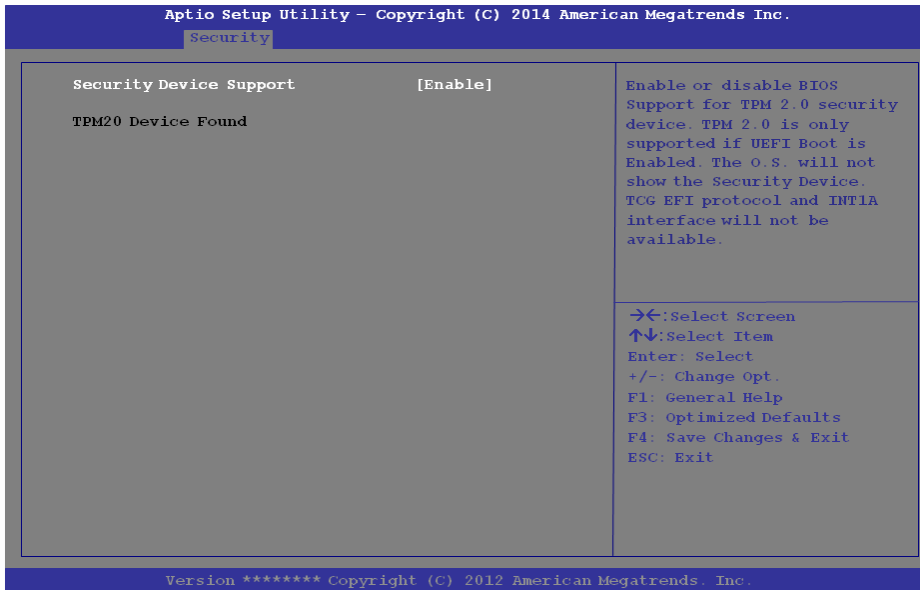 Aptio Setup Utility – Copyright (C) 2014 American Megatrends Inc.
Security
Security Device Support [Enable]
TPM20 Device Found
Enable or disable BIOS
Support for TPM 2.0 security
device. TPM 2.0 is only
supported if UEFI Boot is
Enabled. The O.S. will not
show the Security Device.
TCG EFI protocol and INT1A
interface will not be
available.
→←:Select Screen
↑↓:Select Item
Enter: Select
+/-: Change Opt.
F1: General Help
F3: Optimized Defaults
F4: Save Changes & Exit
ESC: Exit
Version ******** Copyright (C) 2012 American Megatrends. Inc.